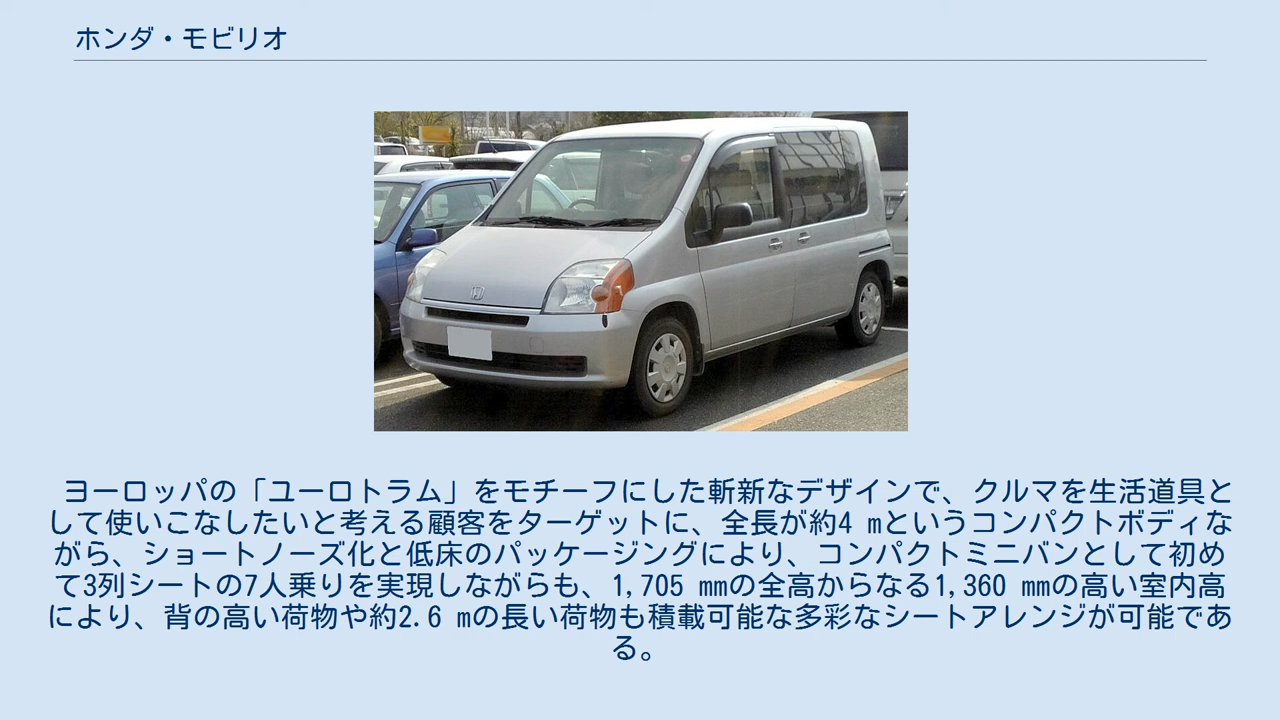 ホンダ・モビリオ
ヨーロッパの「ユーロトラム」をモチーフにした斬新なデザインで、クルマを生活道具と
して使いこなしたいと考える顧客をターゲットに、全長が約4 mというコンパクトボディな
がら、ショートノーズ化と低床のパッケージングにより、コンパクトミニバンとして初め
て3列シートの7人乗りを実現しながらも、1,705 mmの全高からなる1,360 mmの高い室内高
により、背の高い荷物や約2.6 mの長い荷物も積載可能な多彩なシートアレンジが可能であ
る。